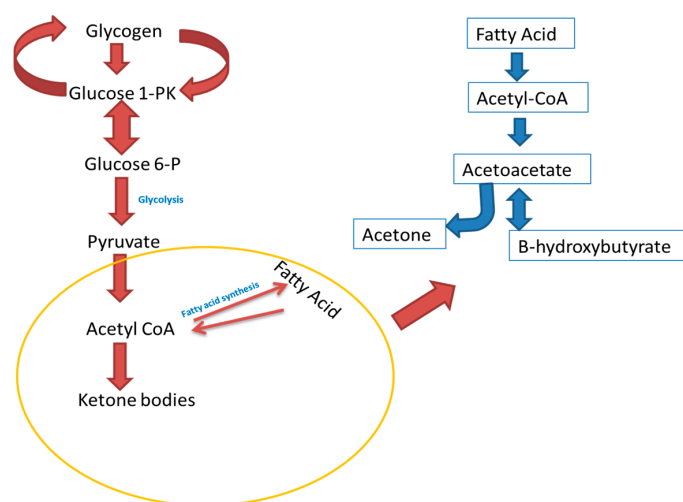 Glycogen
Glucose 1-PK
Glucose 6-P
Glycolysis
Pyruvate
Fatty acid synthesis
Fatty Acid
Acetyl CoA
Ketone bodies
Fatty Acid
Acetyl-CoA
Acetoacetate
Acetone
B-hydroxybutyrate